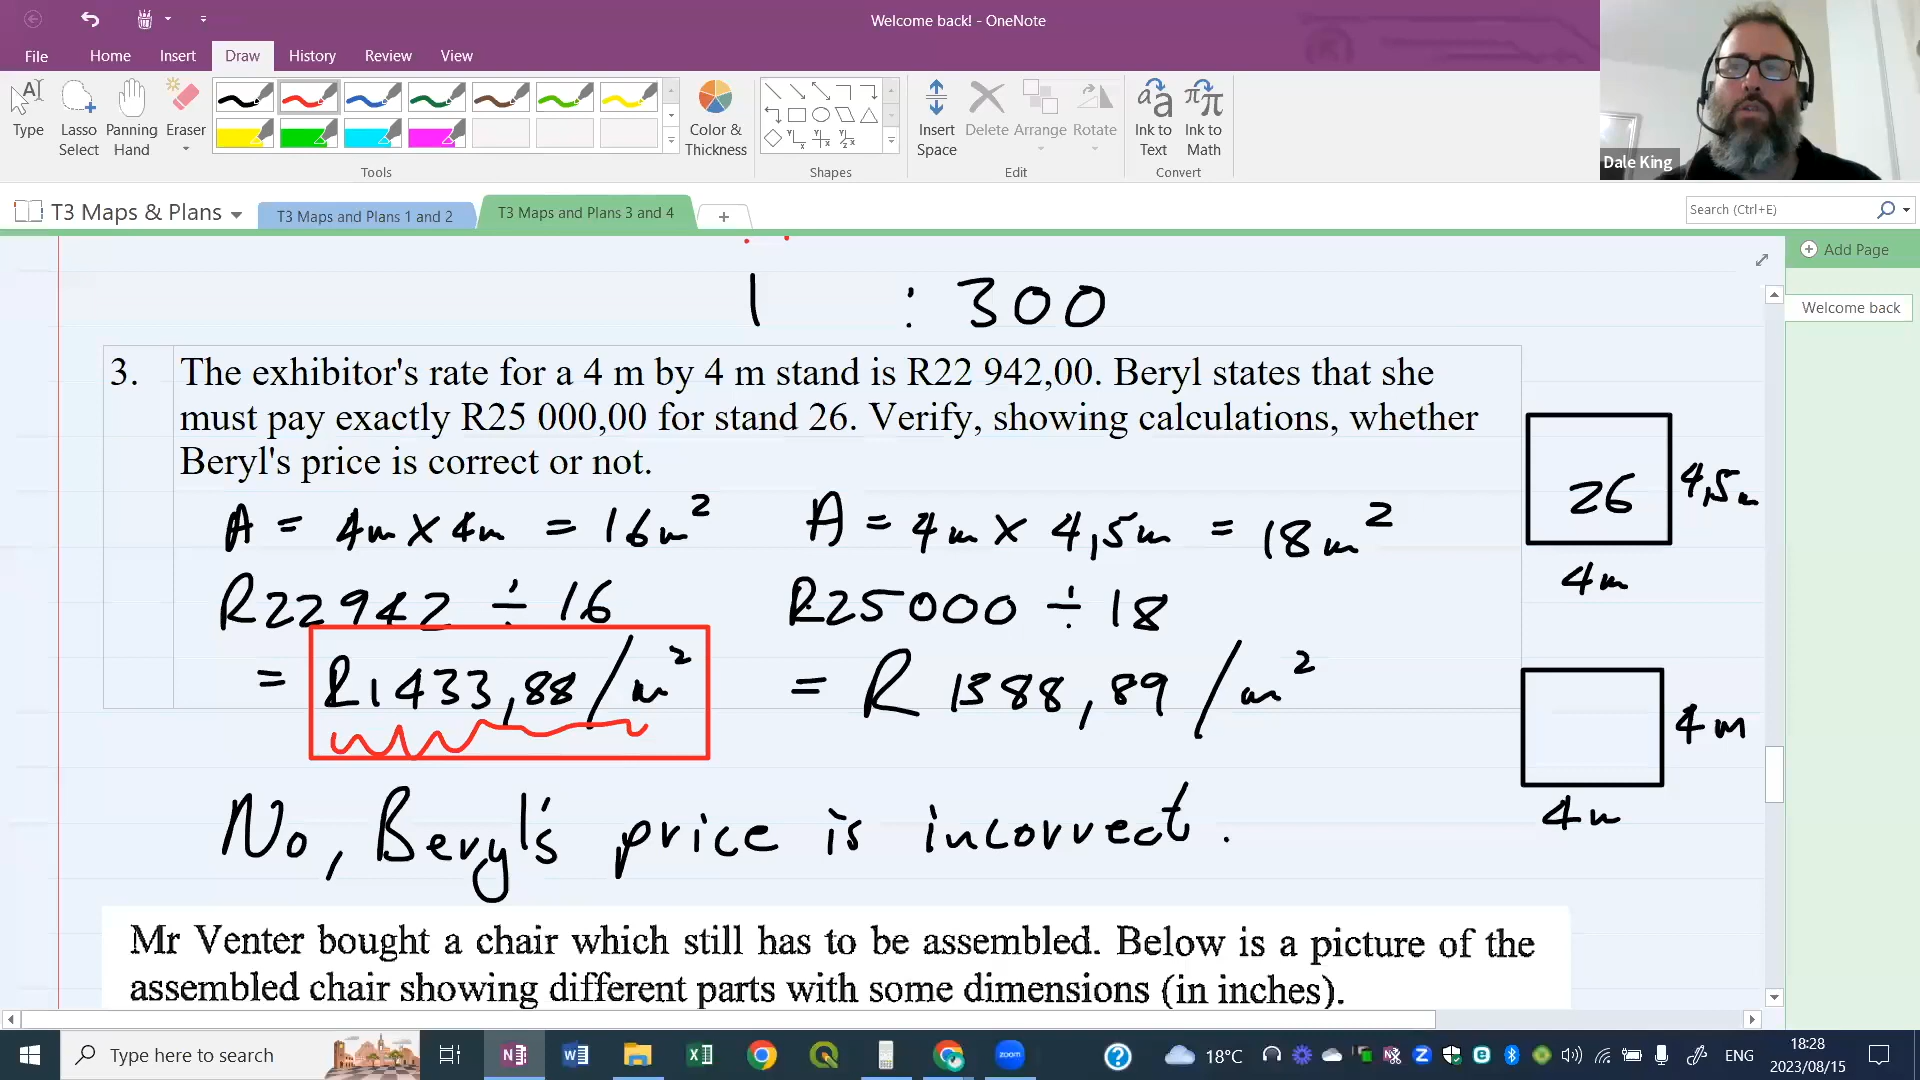 Welcome back! - OneNote
File Home Insert Draw History Review View
Type
Lasso Select
Panning Hand
Eraser
Color & Thickness
Insert Space
Delete
Arrange
Rotate
Ink to Text
Ink to Math
Tools
Shapes
Edit
Convert
Dale King
T3 Maps & Plans
T3 Maps and Plans 1 and 2
T3 Maps and Plans 3 and 4
Search (Ctrl+E)
Add Page
Welcome back
1 : 300
3. The exhibitor's rate for a 4 m by 4 m stand is R22 942,00. Beryl states that she
must pay exactly R25 000,00 for stand 26. Verify, showing calculations, whether
Beryl's price is correct or not.
26
4,5m
4m
A = 4m X 4m = 16m²
A = 4m X 4,5m = 18m²
R22942 ÷ 16
R25000 ÷ 18
= R1433,88/m²
= R 1388,89/m²
4m
4m
No, Beryl's price is incorrect.
Mr Venter bought a chair which still has to be assembled. Below is a picture of the
assembled chair showing different parts with some dimensions (in inches).
Type here to search
zoom
18°C
ENG
18:28
2023/08/15